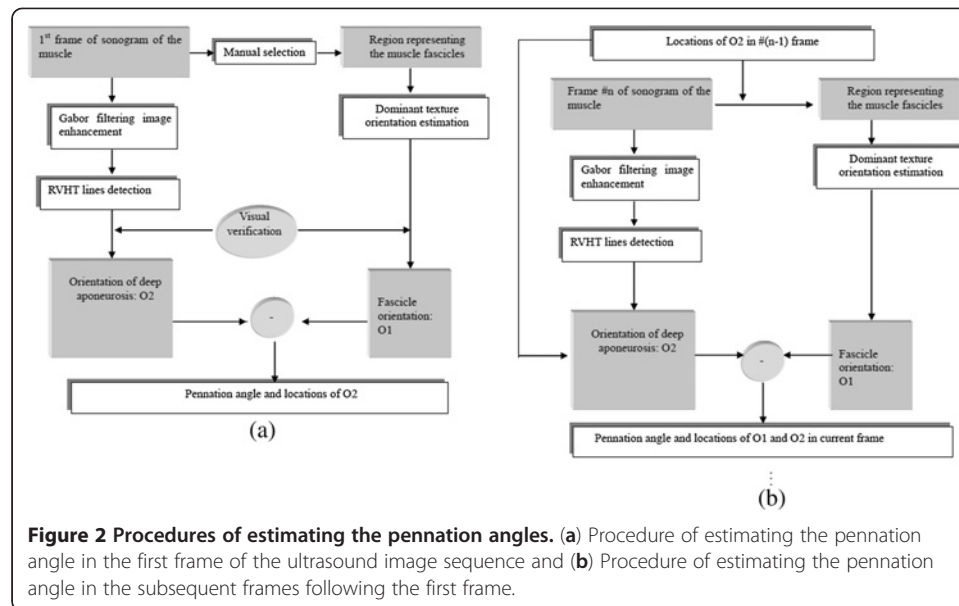 1st frame of sonogram of the
muscle
Manual selection
Region representing
the muscle fascicles
Gabor filtering image
enhancement
Dominant texture
orientation estimation
RVHT lines detection
Visual
verification
Orientation of deep
aponeurosis: O2
-
Fascicle
orientation:
O1
Pennation angle and locations of O2
(a)
Locations of O2 in #(n-1) frame
Frame #n of sonogram of the
muscle
Region representing
the muscle fascicles
Gabor filtering image
enhancement
Dominant texture
orientation estimation
RVHT lines detection
Orientation of deep
aponeurosis: O2
-
Fascicle
orientation:
O1
Pennation angle and locations of O1 and O2 in current frame
(b)
Figure 2 Procedures of estimating the pennation angles. (a) Procedure of estimating the pennation
angle in the first frame of the ultrasound image sequence and (b) Procedure of estimating the pennation
angle in the subsequent frames following the first frame.